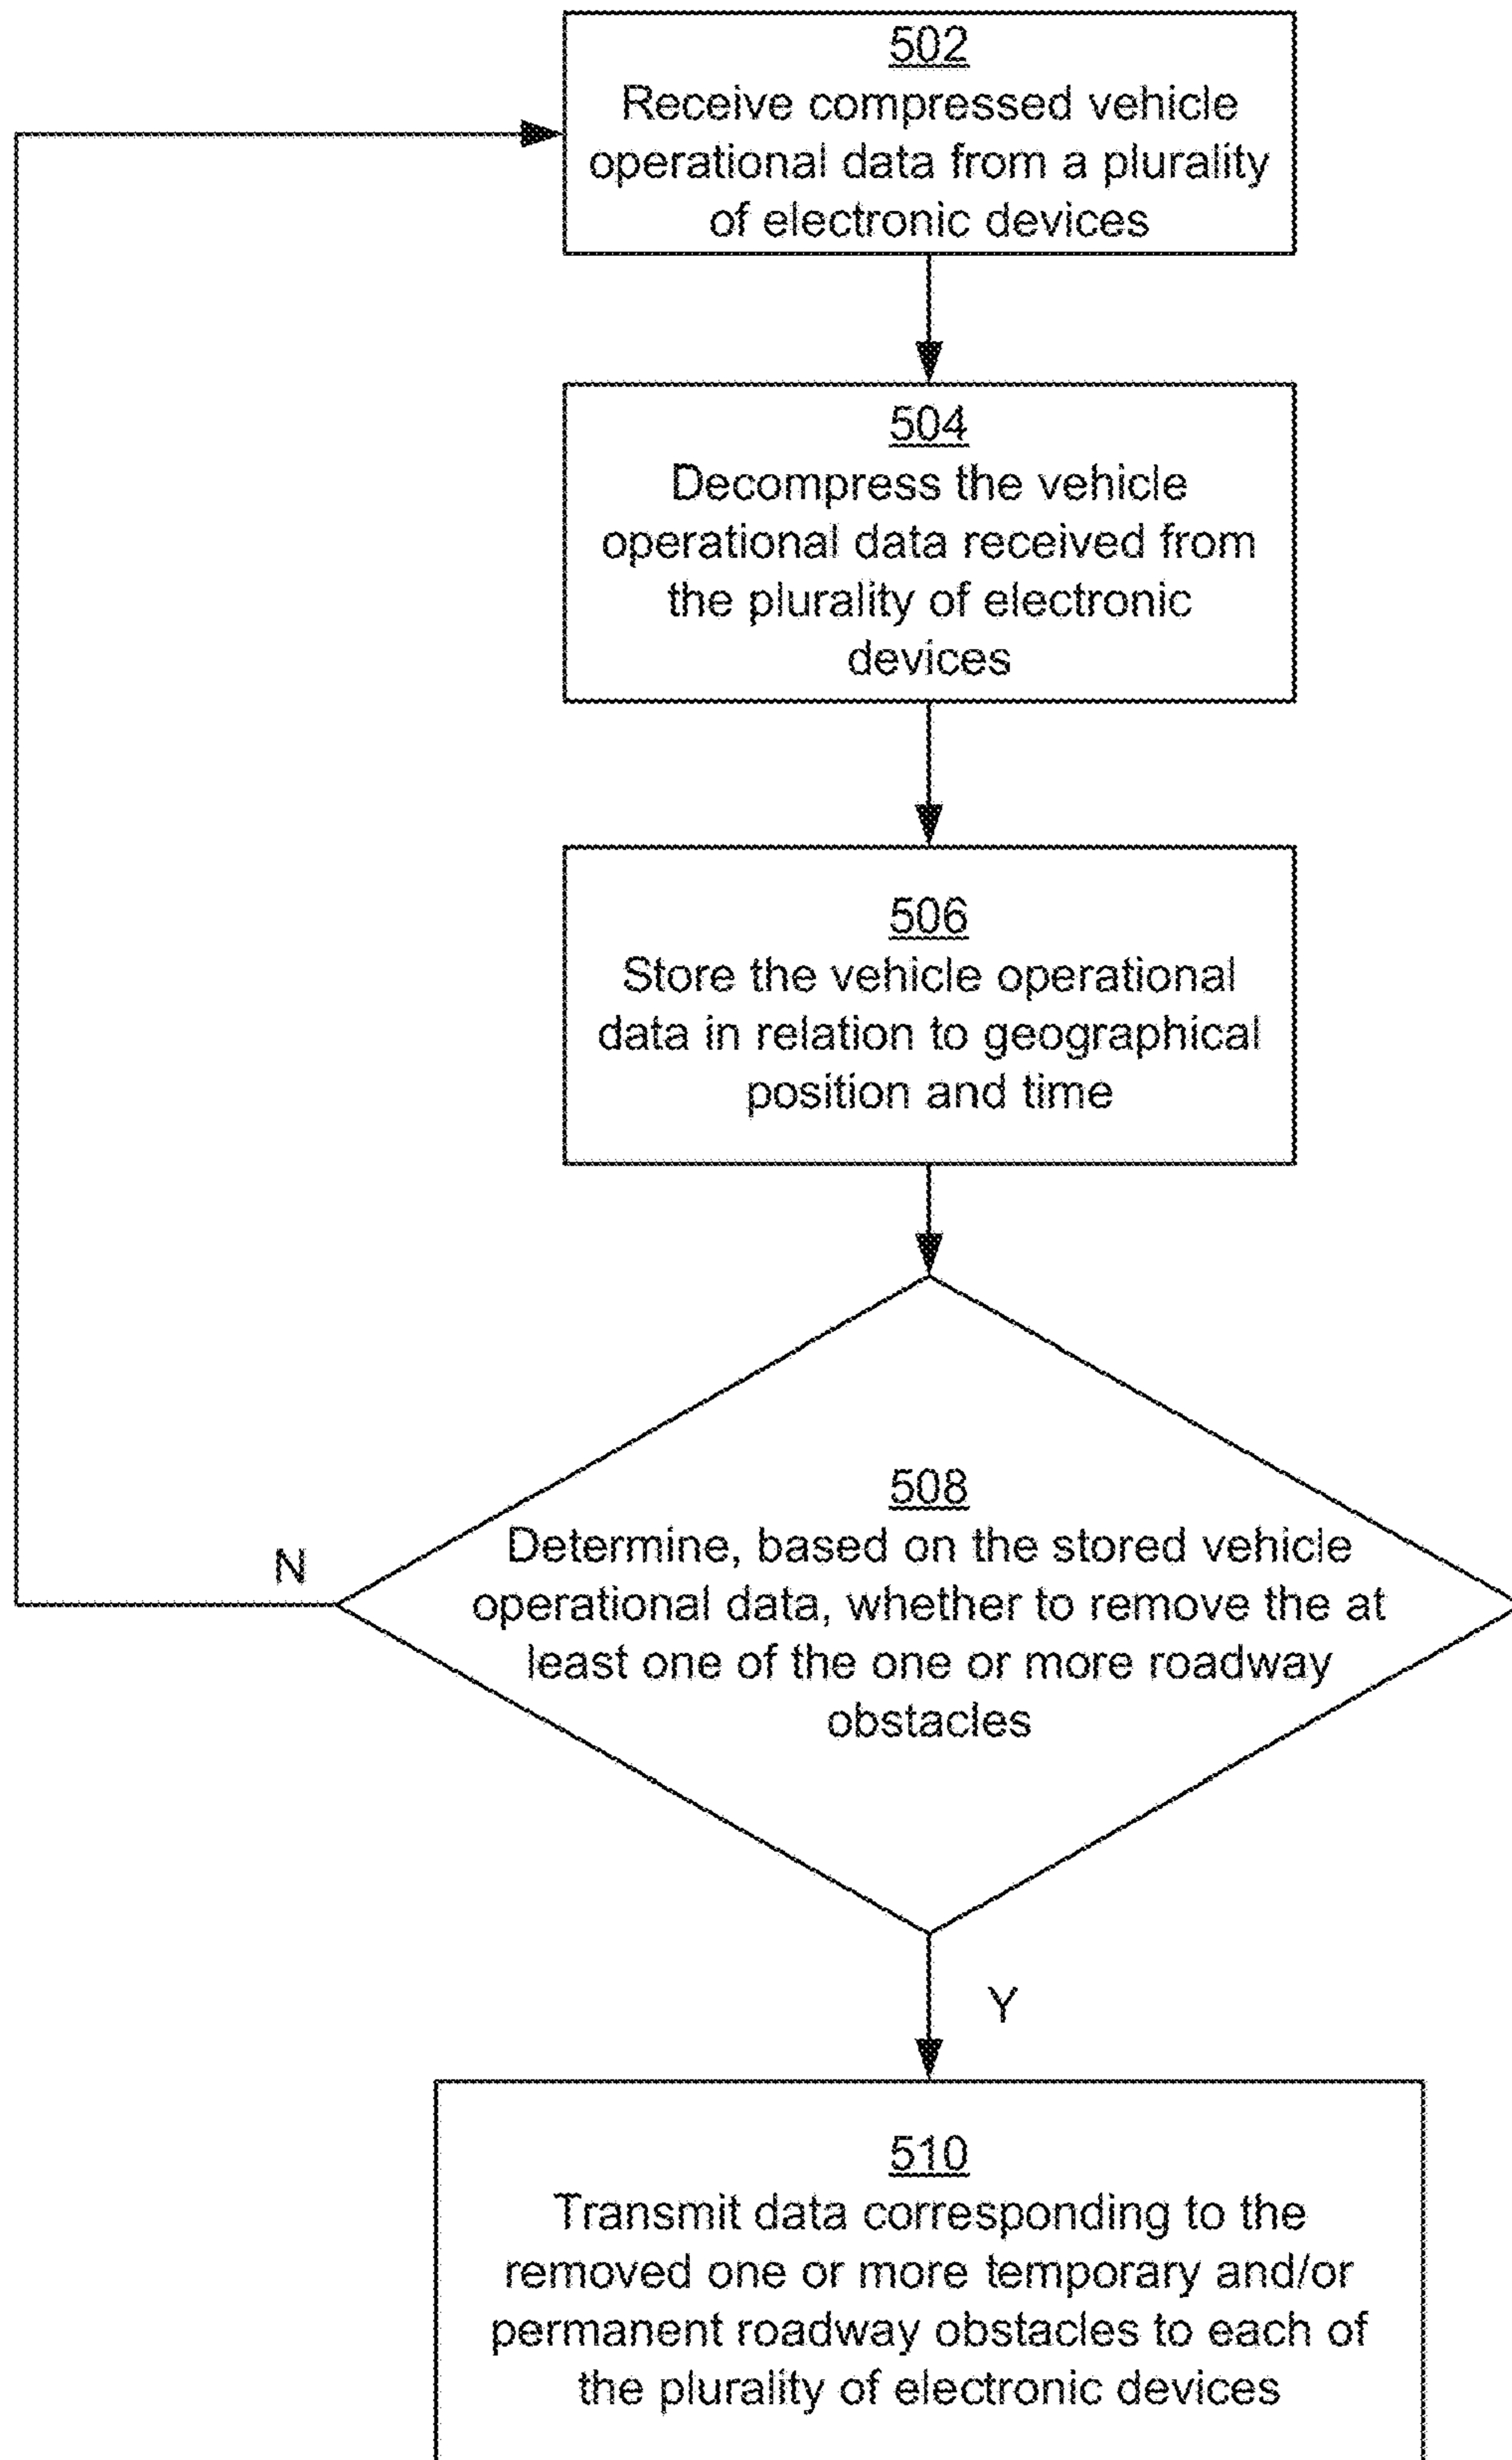 502
Receive compressed vehicle
operational data from a plurality
of electronic devices
504
Decompress the vehicle
operational data received from
the plurality of electronic
devices
506
Store the vehicle operational
data in relation to geographical
position and time
508
Determine, based on the stored vehicle
operational data, whether to remove the at
least one of the one or more roadway
obstacles
N
Y
510
Transmit data corresponding to the
removed one or more temporary and/or
permanent roadway obstacles to each of
the plurality of electronic devices